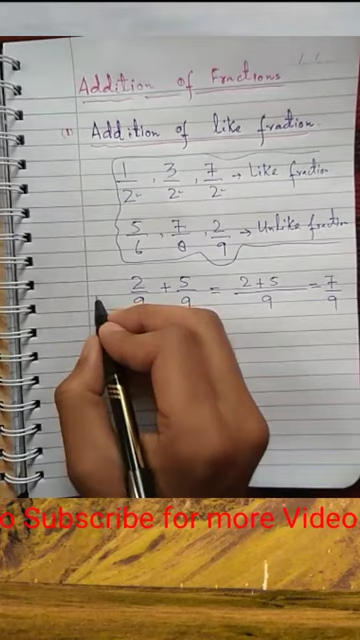 Addition of Fractions
(1) Addition of like fraction.
1/2, 3/2, 7/2 → Like fraction
5/6, 7/8, 2/9 → Unlike fraction
2/9 + 5/9 = 2+5/9 = 7/9
o Subscribe for more Video